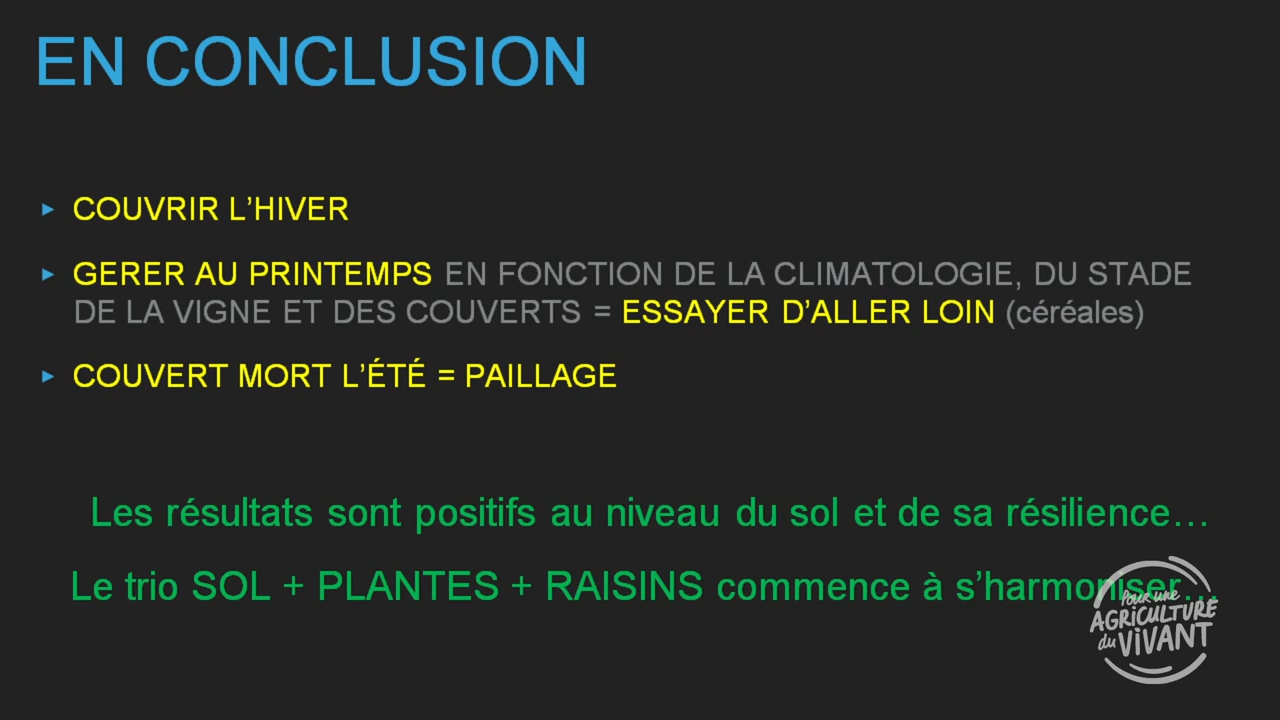 EN CONCLUSION
▸ COUVRIR L’HIVER
▸ GERER AU PRINTEMPS EN FONCTION DE LA CLIMATOLOGIE, DU STADE
DE LA VIGNE ET DES COUVERTS = ESSAYER D’ALLER LOIN (céréales)
▸ COUVERT MORT L’ÉTÉ = PAILLAGE
Les résultats sont positifs au niveau du sol et de sa résilience…
Le trio SOL + PLANTES + RAISINS commence à s’harmoniser…
Pour une
AGRICULTURE
du VIVANT